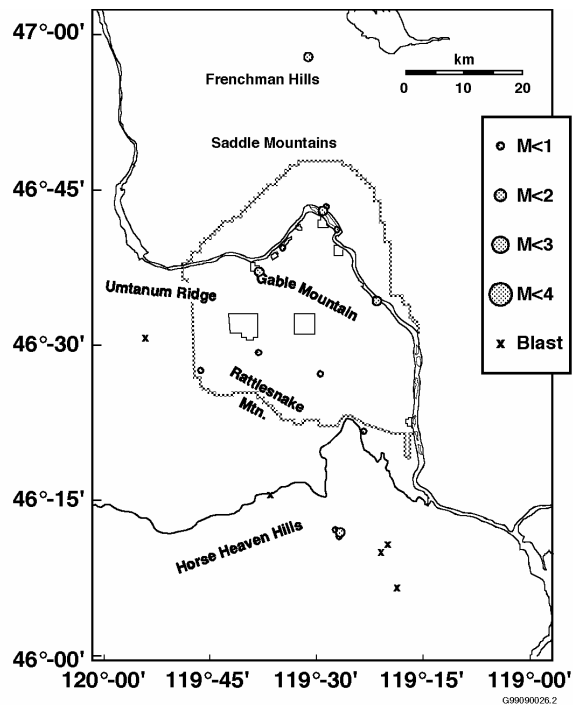 47°-00'
km
Frenchman Hills
0 10 20
Saddle Mountains
M<1
46°-45'
M<2
M<3
Gable Mountain
Umtanum Ridge
M<4
46°-30'
x Blast
Rattlesnake
Mtn.
46°-15'
Horse Heaven Hills
46°-00'
120°-00' 119°-45' 119°-30' 119°-15' 119°-00'
G99090026.2